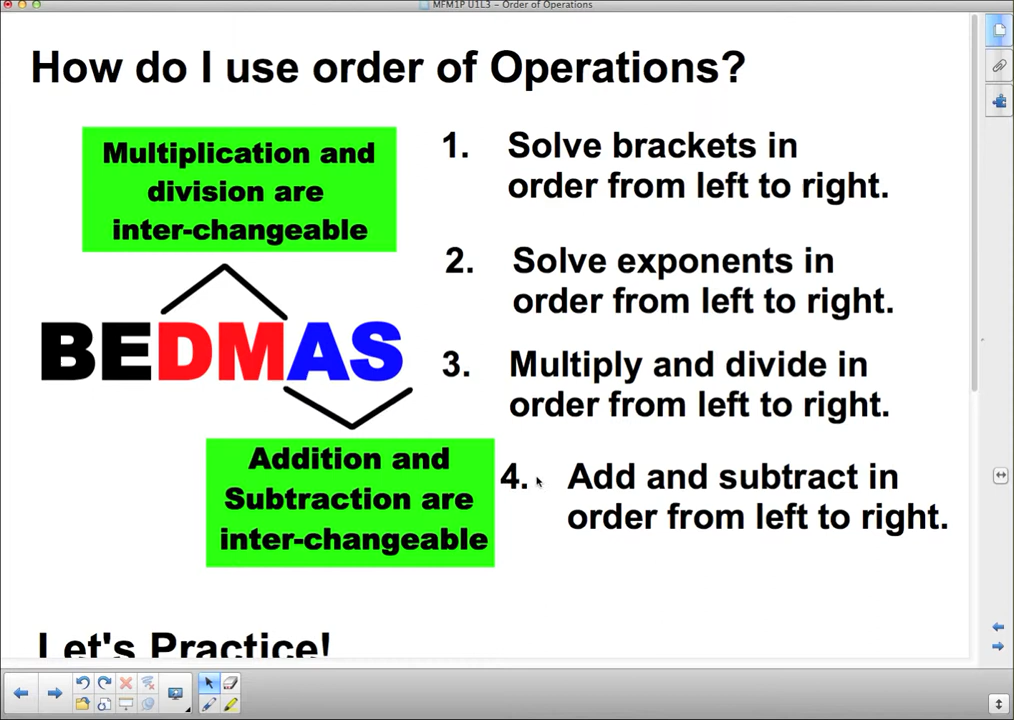 MFM1P U1L3 – Order of Operations
How do I use order of Operations?
Multiplication and
division are
inter-changeable
BEDMAS
Addition and
Subtraction are
inter-changeable
1. Solve brackets in
order from left to right.
2. Solve exponents in
order from left to right.
3. Multiply and divide in
order from left to right.
4. Add and subtract in
order from left to right.
Let's Practice!